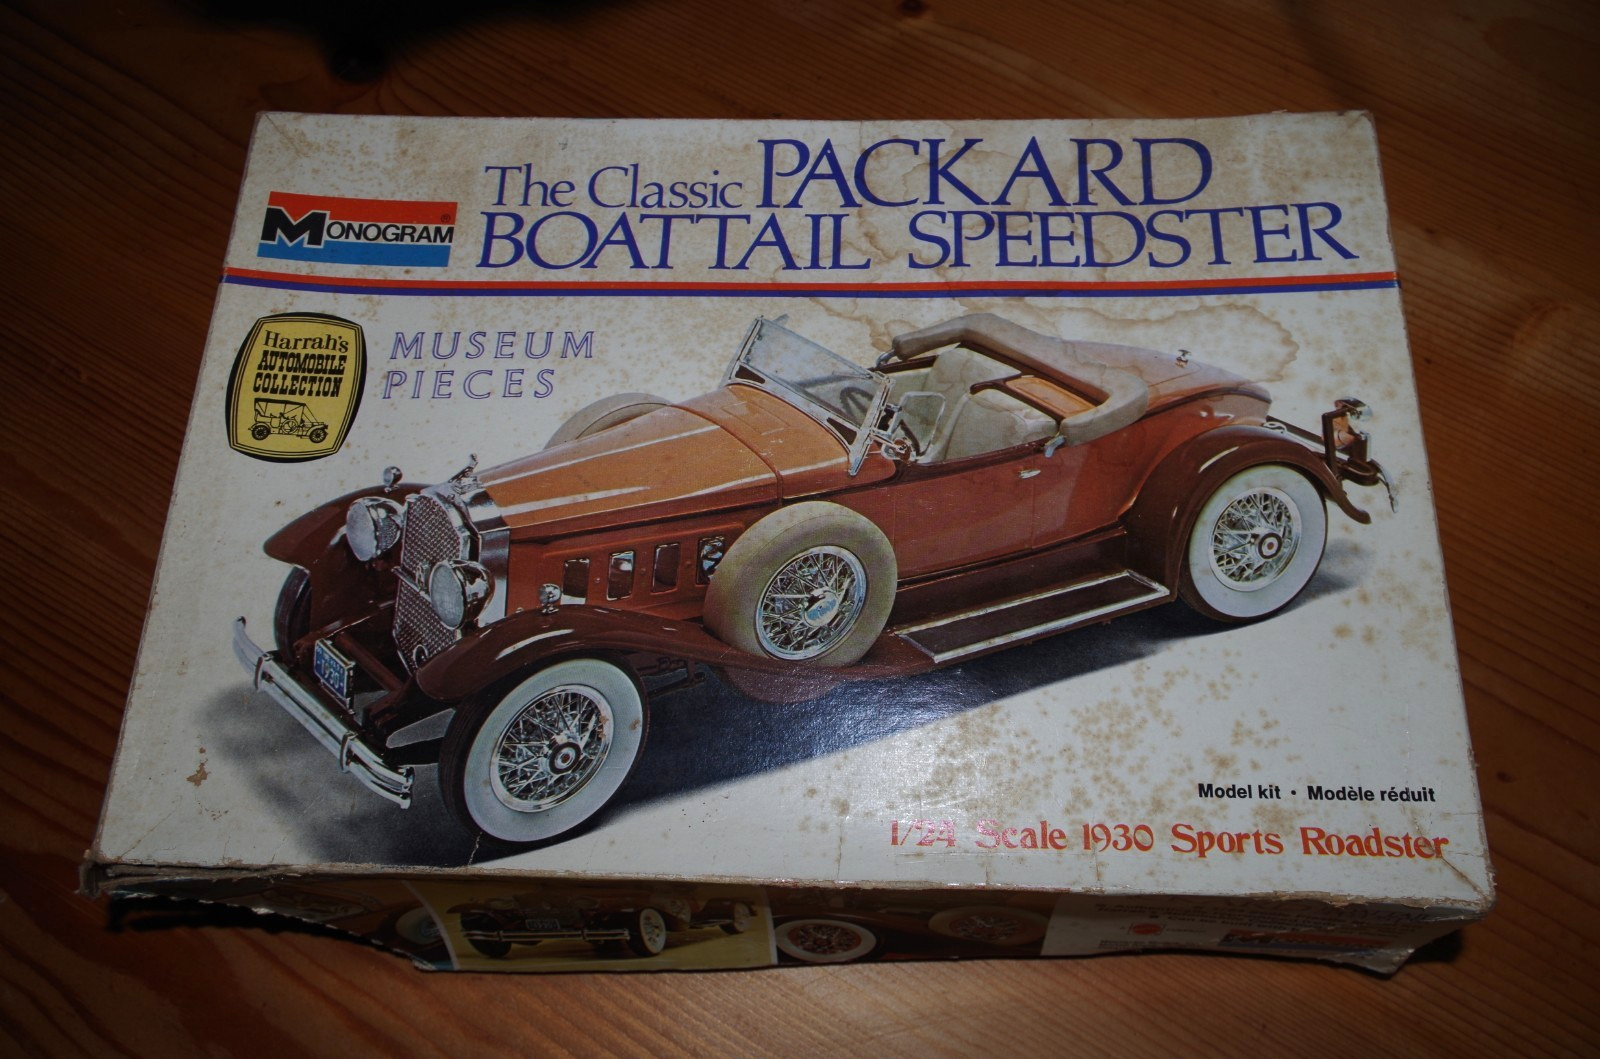 The Classic PACKARD
BOATTAIL SPEEDSTER
MONOGRAM®
Harrah's
AUTOMOBILE
COLLECTION
MUSEUM
PIECES
Model kit • Modèle réduit
1/24 Scale 1930 Sports Roadster